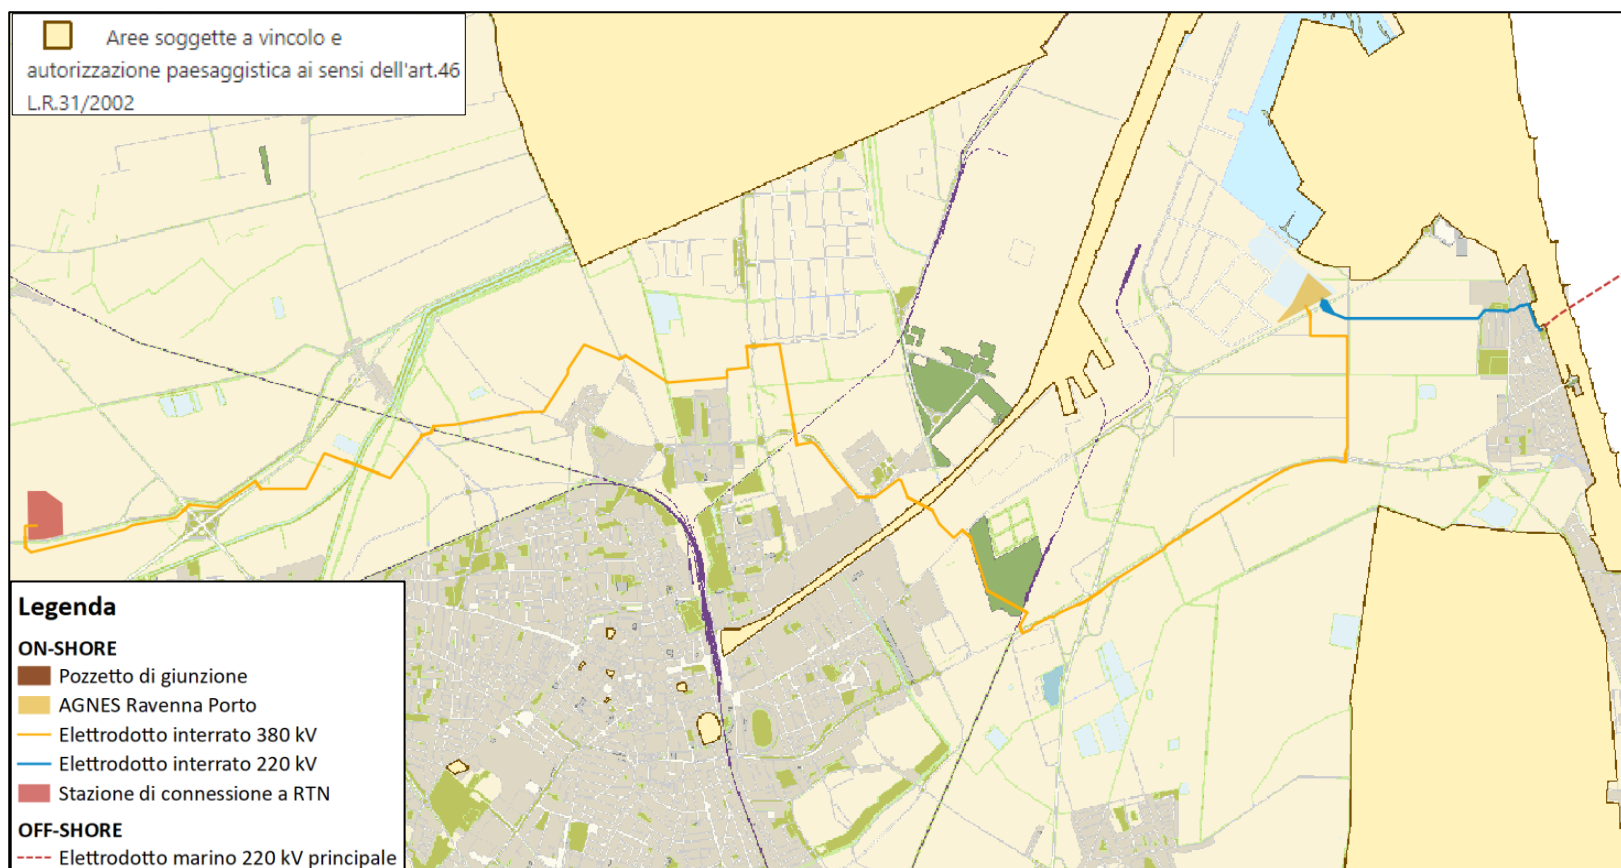 Aree soggette a vincolo e
autorizzazione paesaggistica ai sensi dell'art.46
L.R.31/2002
Legenda
ON-SHORE
Pozzetto di giunzione
AGNES Ravenna Porto
Elettrodotto interrato 380 kV
Elettrodotto interrato 220 kV
Stazione di connessione a RTN
OFF-SHORE
Elettrodotto marino 220 kV principale